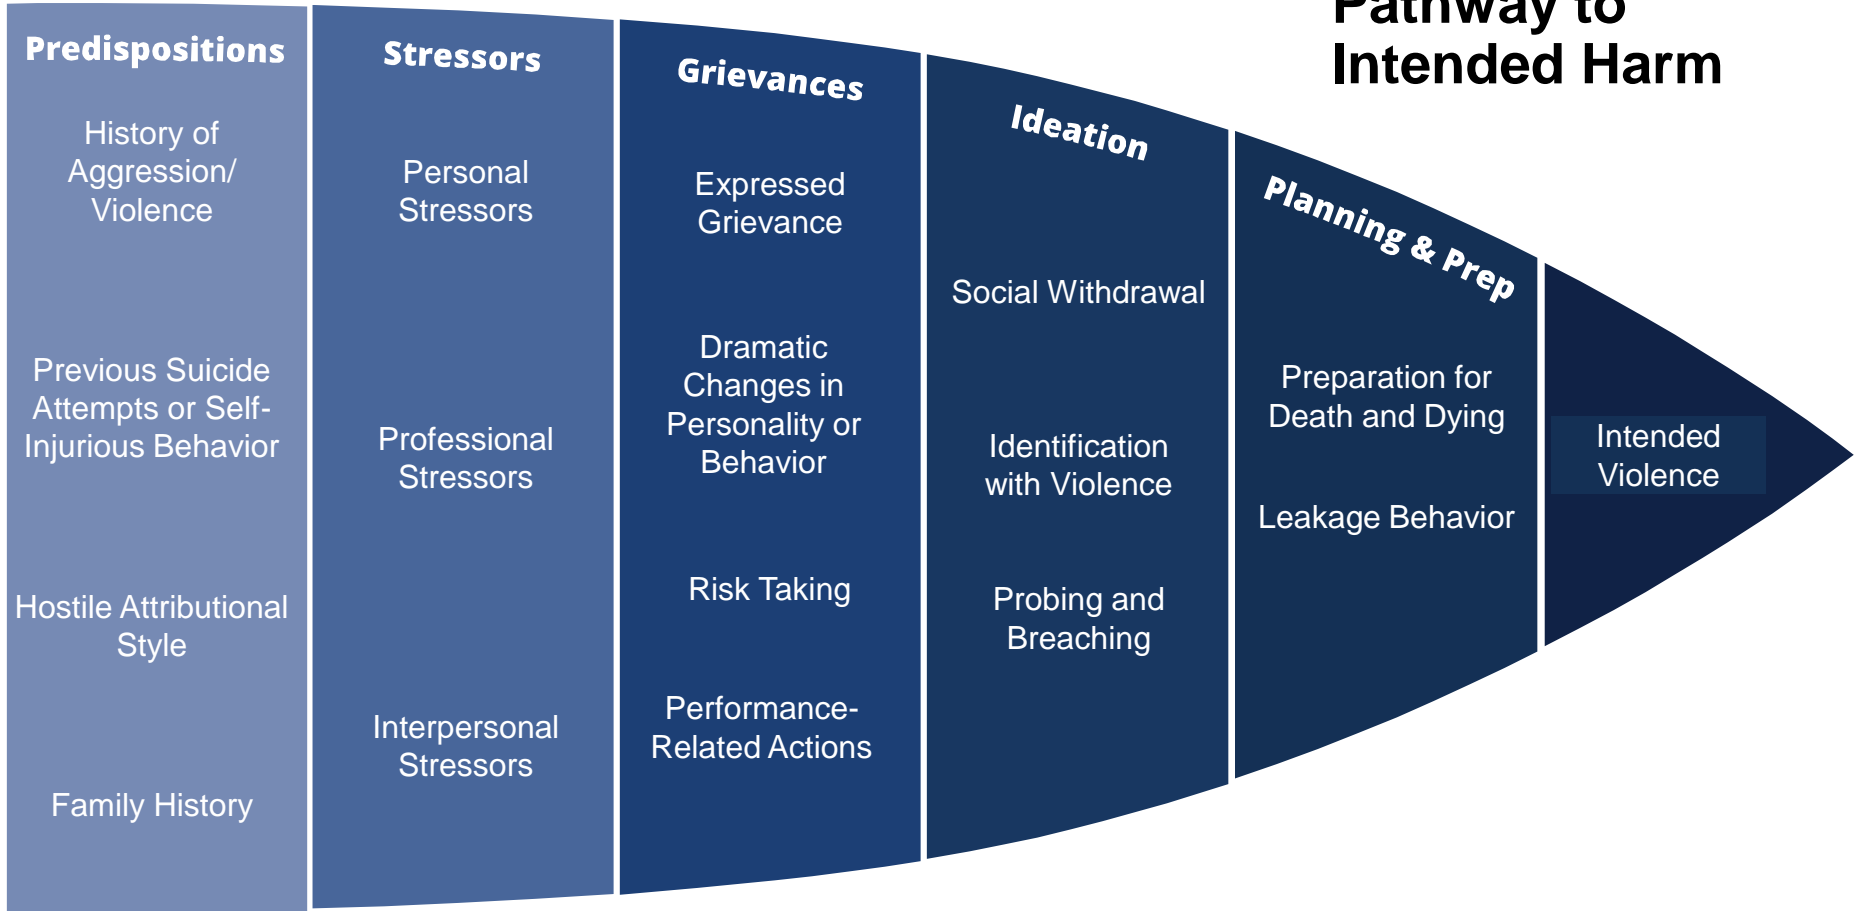 Pathway to
Intended Harm
Predispositions
History of
Aggression/
Violence
Previous Suicide
Attempts or Self-
Injurious Behavior
Hostile Attributional
Style
Family History
Stressors
Personal
Stressors
Professional
Stressors
Interpersonal
Stressors
Grievances
Expressed
Grievance
Dramatic
Changes in
Personality or
Behavior
Risk Taking
Performance-
Related Actions
Ideation
Social Withdrawal
Identification
with Violence
Probing and
Breaching
Planning & Prep
Preparation for
Death and Dying
Leakage Behavior
Intended
Violence